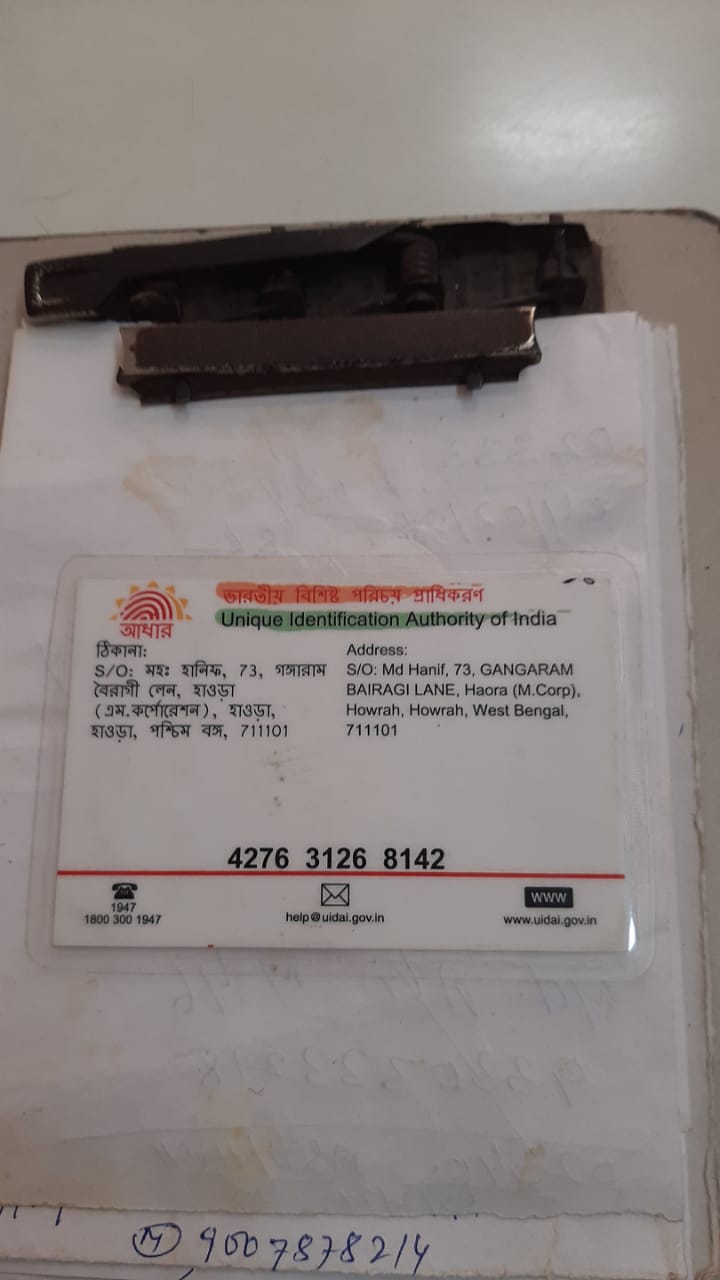 ভারতীয় বিশিষ্ট পরিচয় প্রাধিকরণ
Unique Identification Authority of India
আধার
ঠিকানা:
S/O: মহঃ হানিফ, 73, গঙ্গারাম
বৈরাগী লেন, হাওড়া
(এম.কর্পোরেশন), হাওড়া,
হাওড়া, পশ্চিম বঙ্গ, 711101
Address:
S/O: Md Hanif, 73, GANGARAM
BAIRAGI LANE, Haora (M.Corp),
Howrah, Howrah, West Bengal,
711101
4276 3126 8142
1947
1800 300 1947
help@uidai.gov.in
www
www.uidai.gov.in
M 9007878214